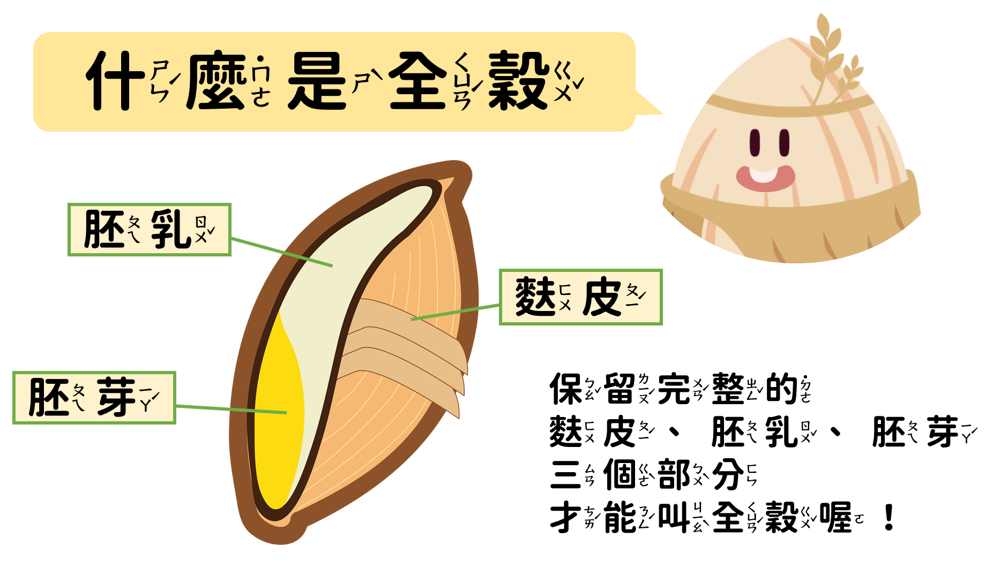 什麼是全穀
胚乳
麩皮
胚芽
保留完整的
麩皮、胚乳、胚芽
三個部分
才能叫全穀喔！